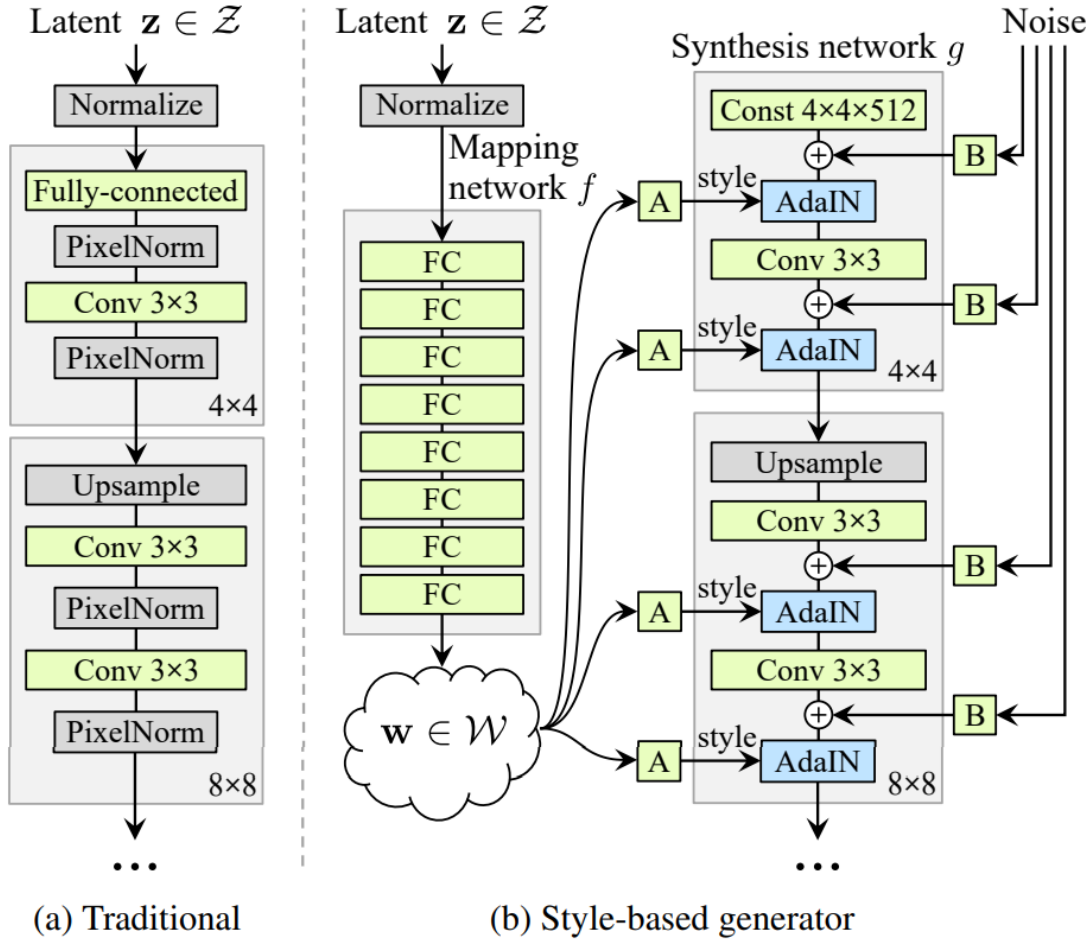 Latent z ∈ 𝒵
Normalize
Fully-connected
PixelNorm
Conv 3×3
PixelNorm
4×4
Upsample
Conv 3×3
PixelNorm
Conv 3×3
PixelNorm
8×8
...
(a) Traditional
Latent z ∈ 𝒵
Normalize
Mapping
network f
FC
FC
FC
FC
FC
FC
FC
FC
w ∈ 𝒲
A
style
A
style
A
style
A
style
Synthesis network g
Const 4×4×512
+
AdaIN
Conv 3×3
+
AdaIN
4×4
Upsample
Conv 3×3
+
AdaIN
Conv 3×3
+
AdaIN
8×8
...
Noise
B
B
B
B
(b) Style-based generator